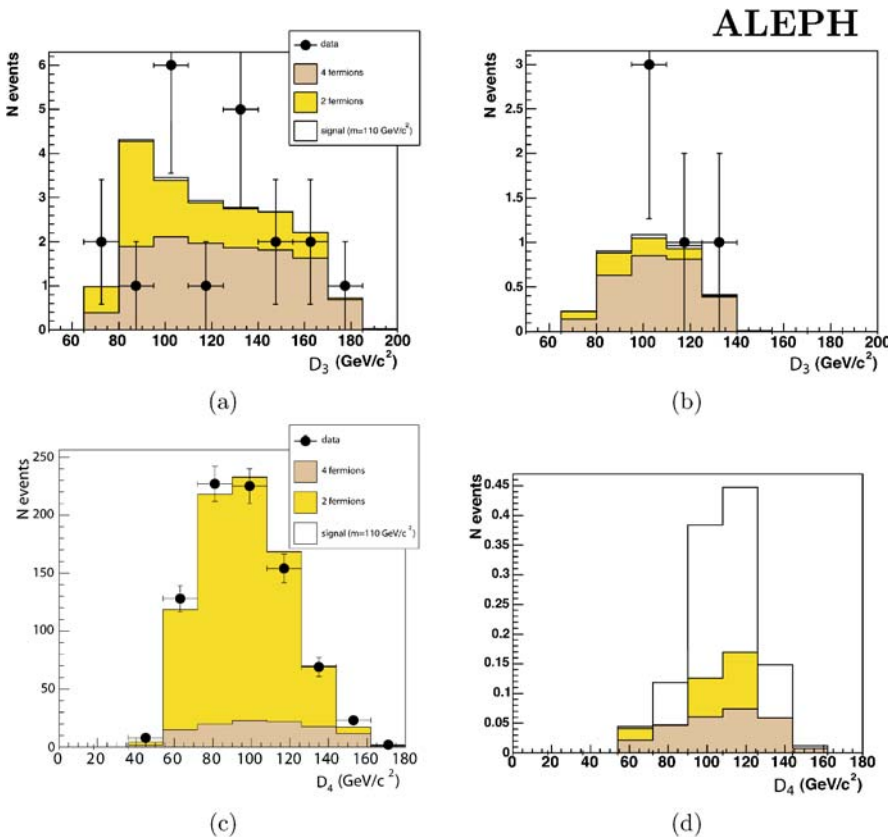 ALEPH
N events
6
5
4
3
2
1
0
60 80 100 120 140 160 180 200
D3 (GeV/c2)
data
4 fermions
2 fermions
signal (m=110 GeV/c2)
(a)
N events
3
2.5
2
1.5
1
0.5
0
60 80 100 120 140 160 180 200
D3 (GeV/c2)
(b)
N events
250
200
150
100
50
0
0 20 40 60 80 100 120 140 160 180
D4 (GeV/c2)
data
4 fermions
2 fermions
signal (m=110 GeV/c2)
(c)
N events
0.45
0.4
0.35
0.3
0.25
0.2
0.15
0.1
0.05
0
0 20 40 60 80 100 120 140 160 180
D4 (GeV/c2)
(d)